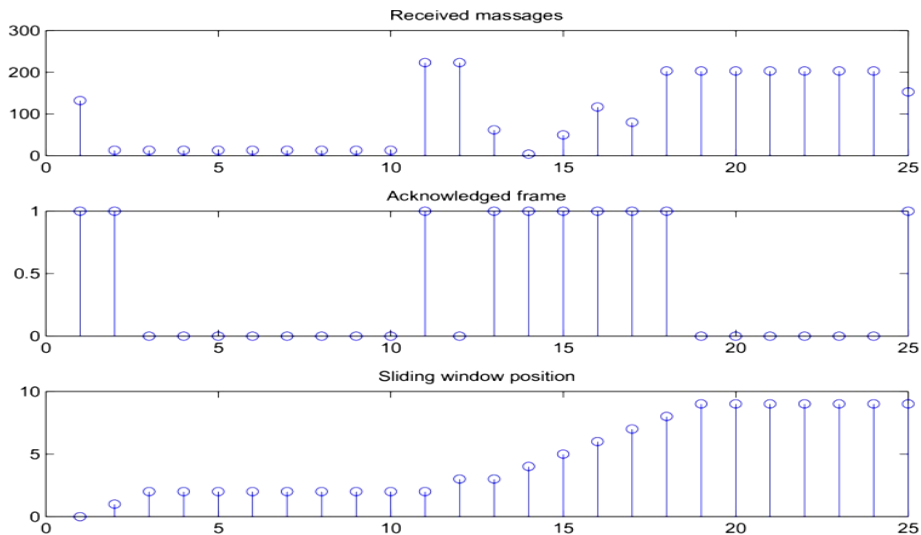 Received massages
300
200
100
0
0 5 10 15 20 25
Acknowledged frame
1
0.5
0
0 5 10 15 20 25
Sliding window position
10
5
0
0 5 10 15 20 25